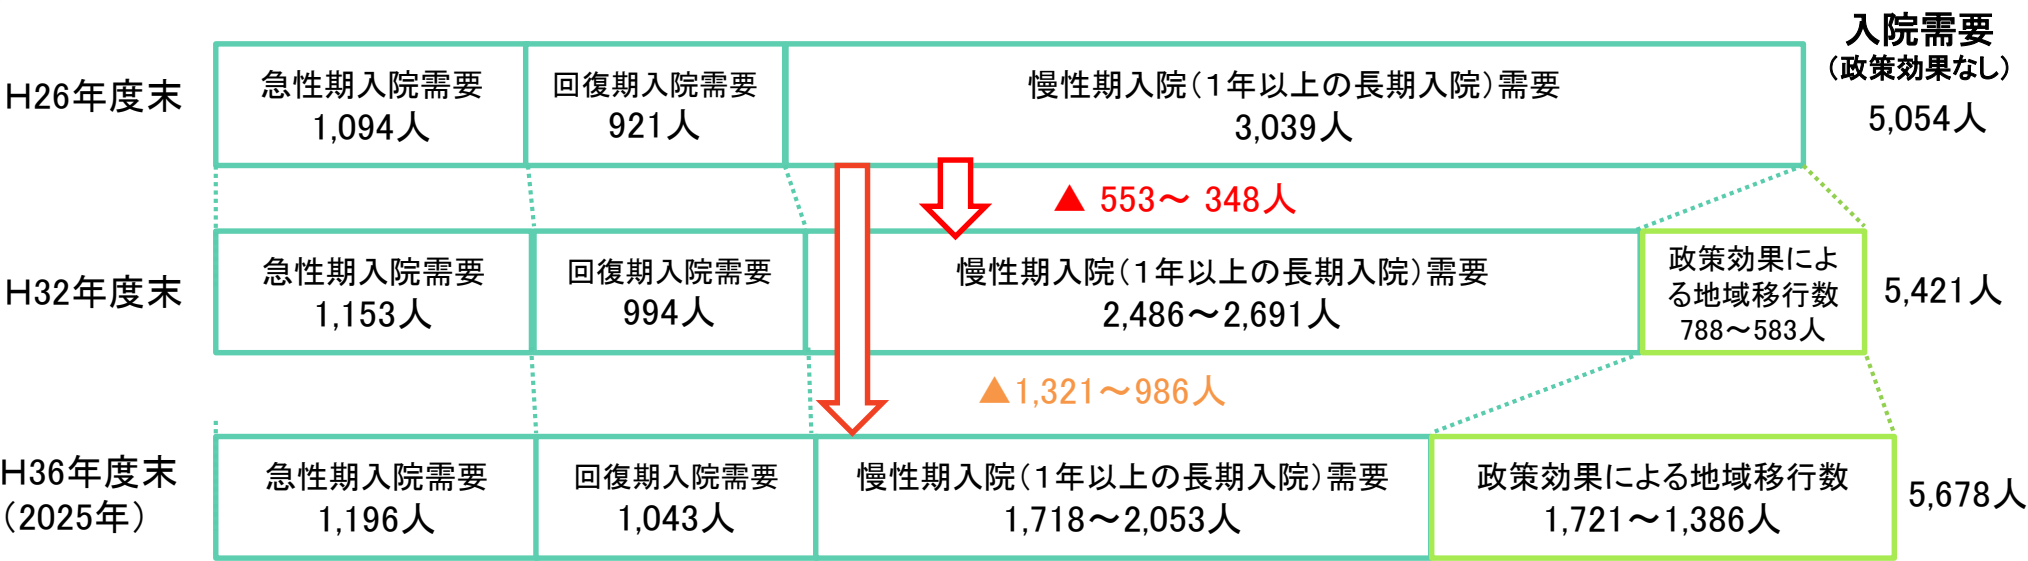 入院需要
（政策効果なし）
H26年度末
急性期入院需要
1,094人
回復期入院需要
921人
慢性期入院（１年以上の長期入院）需要
3,039人
5,054人
▲ 553～ 348人
H32年度末
急性期入院需要
1,153人
回復期入院需要
994人
慢性期入院（１年以上の長期入院）需要
2,486～2,691人
政策効果によ
る地域移行数
788～583人
5,421人
▲1,321～986人
H36年度末
（2025年）
急性期入院需要
1,196人
回復期入院需要
1,043人
慢性期入院（１年以上の長期入院）需要
1,718～2,053人
政策効果による地域移行数
1,721～1,386人
5,678人